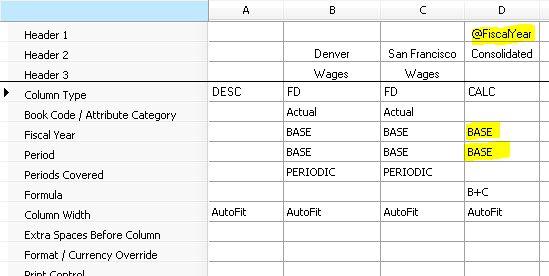 A B C D
Header 1 @FiscalYear
Header 2 Denver San Francisco Consolidated
Header 3 Wages Wages
Column Type DESC FD FD CALC
Book Code / Attribute Category Actual Actual
Fiscal Year BASE BASE BASE
Period BASE BASE BASE
Periods Covered PERIODIC PERIODIC
Formula B+C
Column Width AutoFit AutoFit AutoFit AutoFit
Extra Spaces Before Column
Format / Currency Override
Print Control